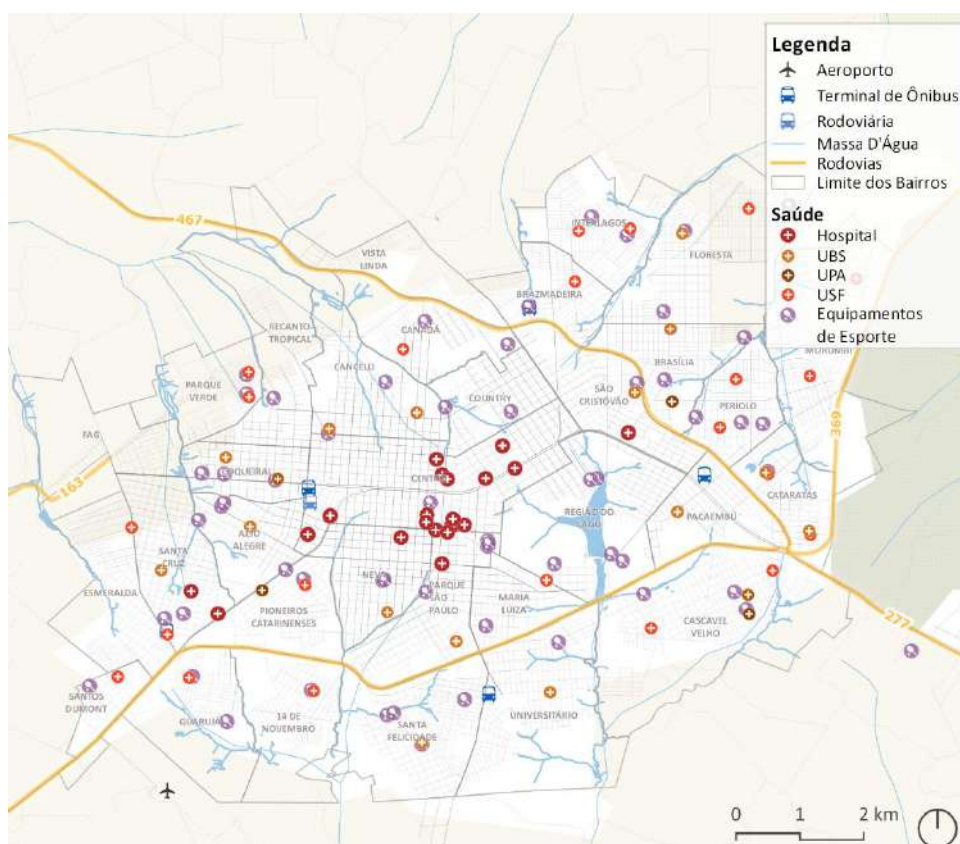 Legenda
Aeroporto
Terminal de Ônibus
Rodoviária
Massa D'Água
Rodovias
Limite dos Bairros
Saúde
Hospital
UBS
UPA
USF
Equipamentos
de Esporte
467
VISTA
LINDA
INTERLAGOS
FLORESTA
BRAZMADEIRA
RECANTO
TROPICAL
CANADÁ
CANCELLI
PARQUE
VERDE
COUNTRY
SÃO
CRISTOVÃO
BRASÍLIA
MORUMBI
PERIOLO
369
FAG
163
COQUEIRAL
CENTRO
CATARATAS
REGIÃO DO
LAGO
PACAEMBÚ
ALTO
ALEGRE
SANTA
CRUZ
ESMERALDA
PIONEIROS
CATARINENSES
NEVA
PARQUE
SÃO
PAULO
MARIA
LUIZA
CASCAVEL
VELHO
277
SANTOS
DUMONT
GUARUJÁ
14 DE
NOVEMBRO
SANTA
FELICIDADE
UNIVERSITÁRIO
0 1 2 km